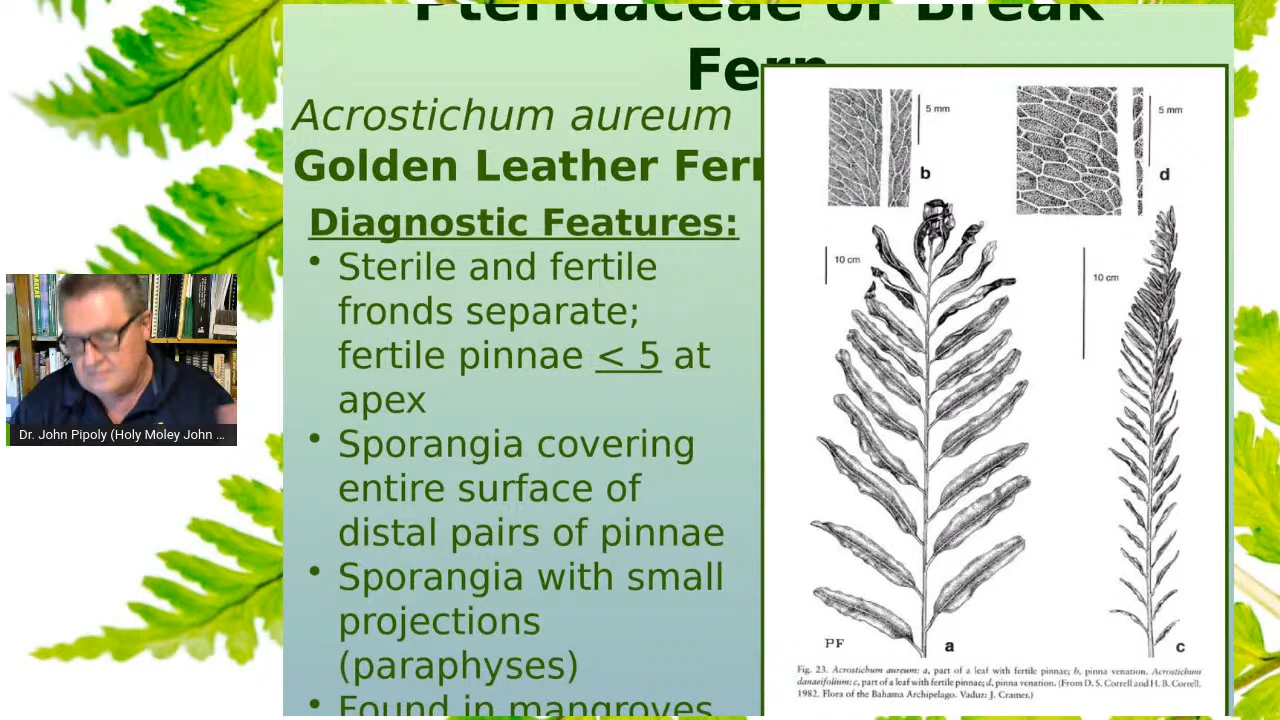 Pteridaceae or Break
Fern
Acrostichum aureum
Golden Leather Fern
Diagnostic Features:
• Sterile and fertile
fronds separate;
fertile pinnae < 5 at
apex
• Sporangia covering
entire surface of
distal pairs of pinnae
• Sporangia with small
projections
(paraphyses)
• Found in mangroves,
5 mm
b
5 mm
d
10 cm
10 cm
PF
a
c
Fig. 23. Acrostichum aureum: a, part of a leaf with fertile pinnae; b, pinna venation. Acrostichum
danaeifolium: c, part of a leaf with fertile pinnae; d, pinna venation. (From D. S. Correll and H. B. Correll.
1982. Flora of the Bahama Archipelago. Vaduz: J. Cramer.)
Dr. John Pipoly (Holy Moley John ...